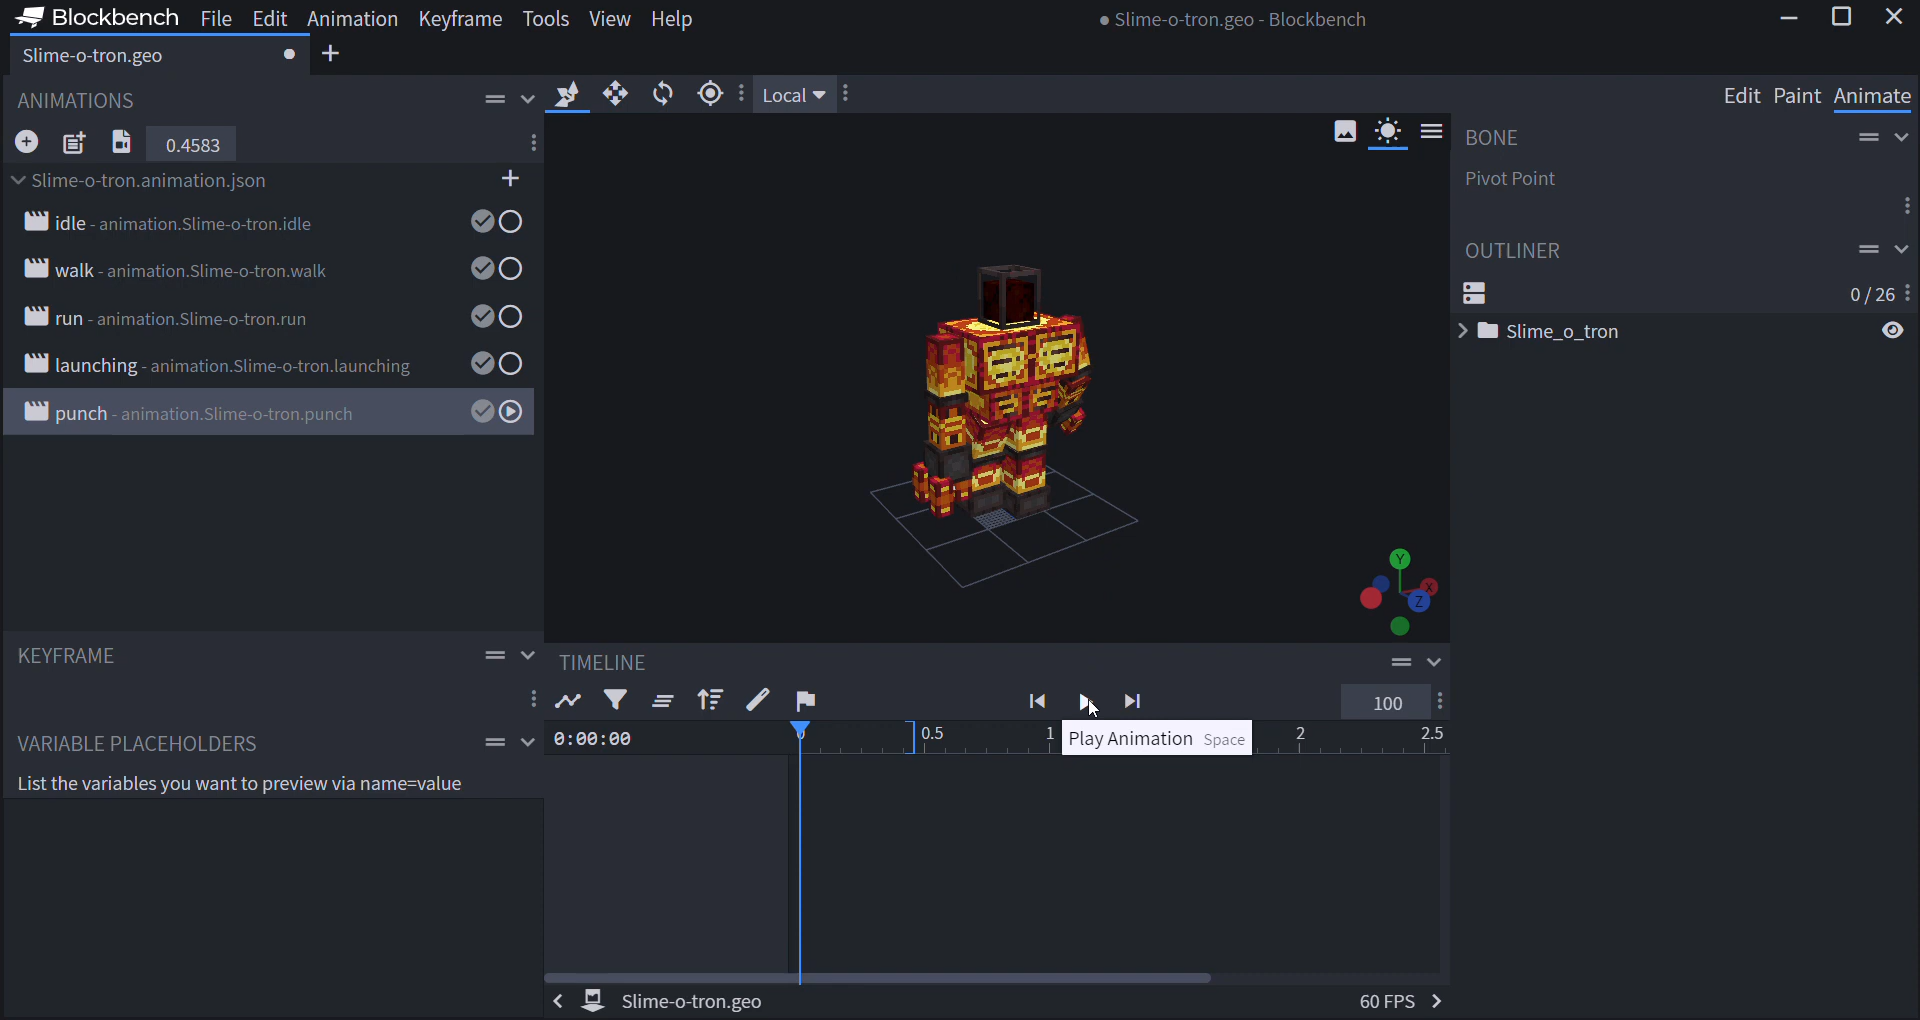 Blockbench File Edit Animation Keyframe Tools View Help
● Slime-o-tron.geo - Blockbench
Slime-o-tron.geo
ANIMATIONS
0.4583
Slime-o-tron.animation.json
idle - animation.Slime-o-tron.idle
walk - animation.Slime-o-tron.walk
run - animation.Slime-o-tron.run
launching - animation.Slime-o-tron.launching
punch - animation.Slime-o-tron.punch
KEYFRAME
VARIABLE PLACEHOLDERS
List the variables you want to preview via name=value
Local
Y
X
Z
TIMELINE
100
0:00:00
0 0.5 1 2 2.5
Play Animation Space
Slime-o-tron.geo
60 FPS
Edit Paint Animate
BONE
Pivot Point
OUTLINER
0 / 26
Slime_o_tron